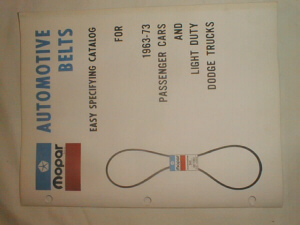 AUTOMOTIVE
BELTS
EASY SPECIFYING CATALOG
FOR
1963-73
PASSENGER CARS
AND
LIGHT DUTY
DODGE TRUCKS
Mopar